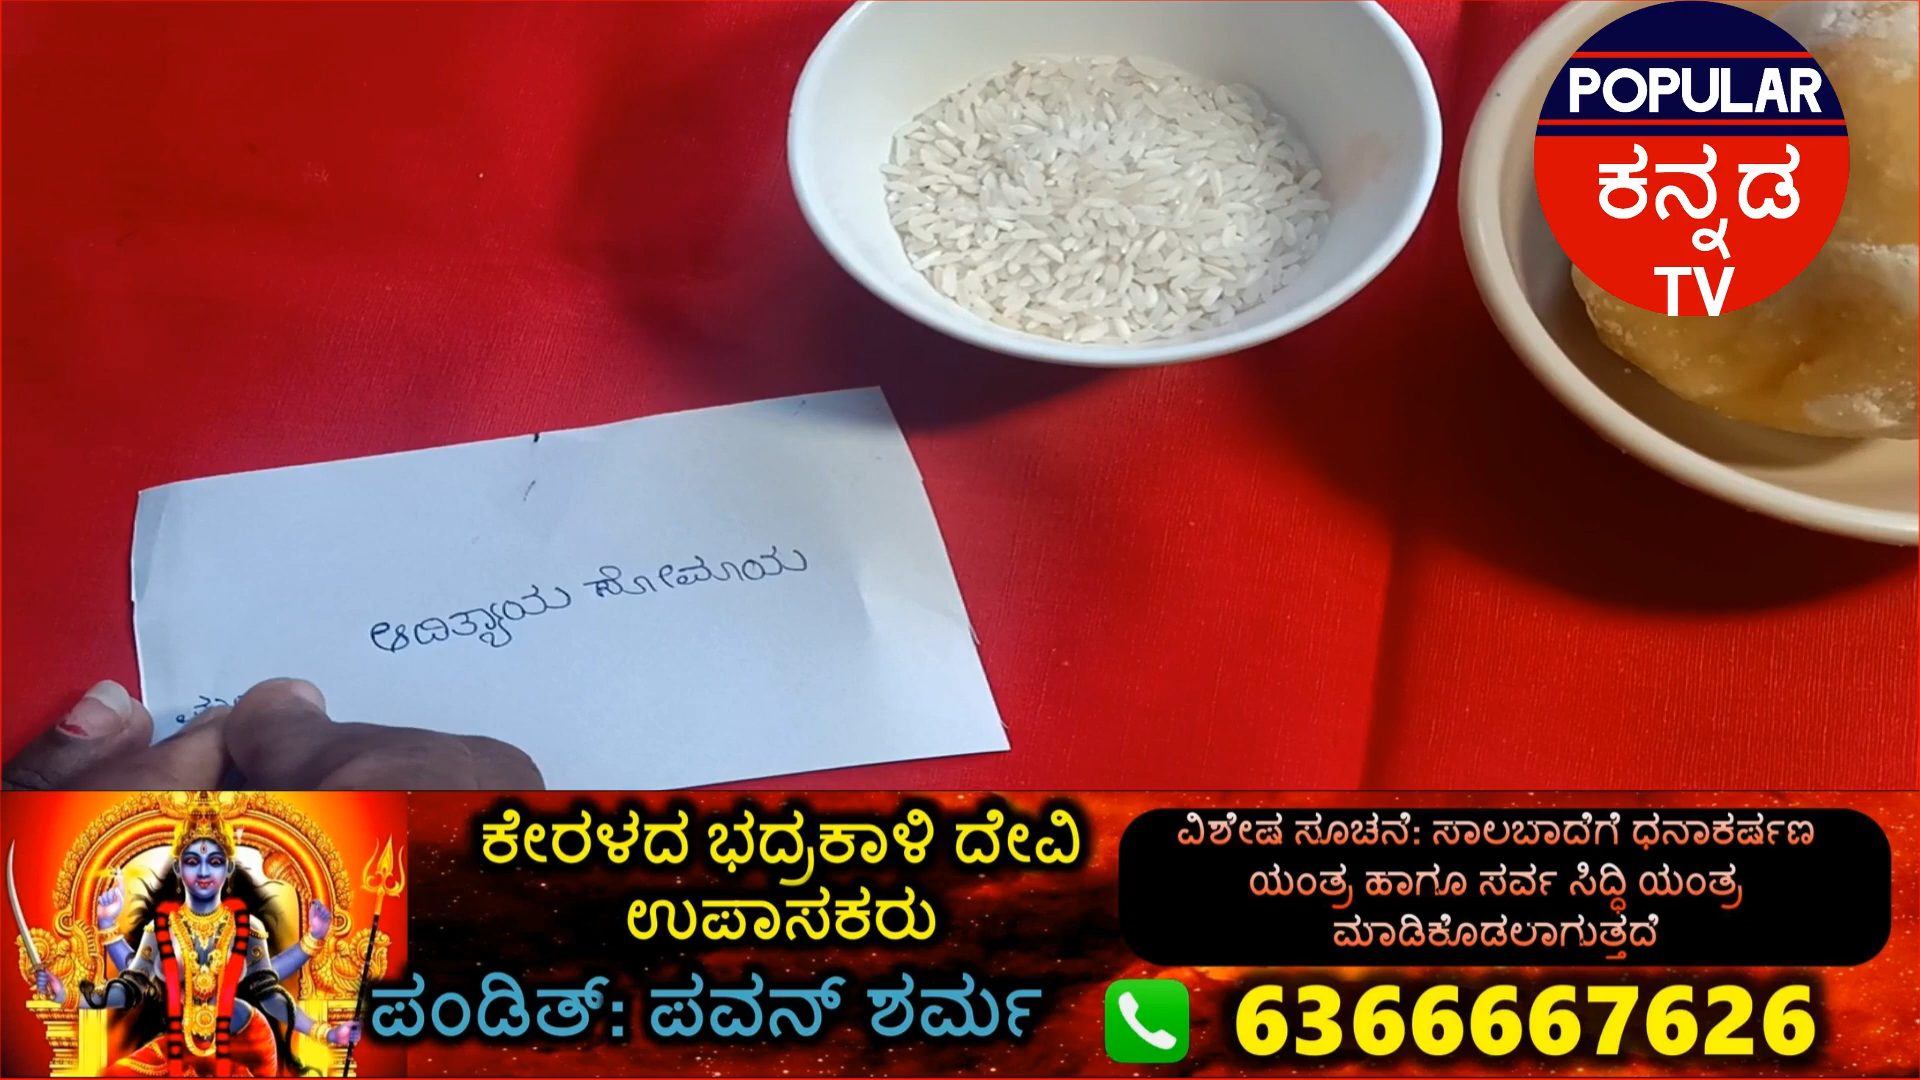 POPULAR
ಕನ್ನಡ
TV
ಆದಿತ್ಯಾಯ ಸೋಮಾಯ
ಕೇರಳದ ಭದ್ರಕಾಳಿ ದೇವಿ
ಉಪಾಸಕರು
ಪಂಡಿತ್: ಪವನ್ ಶರ್ಮ
ವಿಶೇಷ ಸೂಚನೆ: ಸಾಲಬಾದೆಗೆ ಧನಾಕರ್ಷಣ
ಯಂತ್ರ ಹಾಗೂ ಸರ್ವ ಸಿದ್ಧಿ ಯಂತ್ರ
ಮಾಡಿಕೊಡಲಾಗುತ್ತದೆ
6366667626